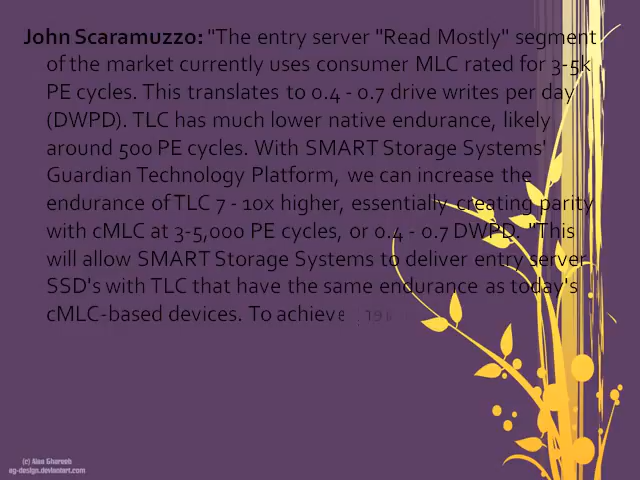 John Scaramuzzo: "The entry server "Read Mostly" segment
of the market currently uses consumer MLC rated for 3-5k
PE cycles. This translates to 0.4 - 0.7 drive writes per day
(DWPD). TLC has much lower native endurance, likely
around 500 PE cycles. With SMART Storage Systems'
Guardian Technology Platform, we can increase the
endurance of TLC 7 - 10x higher, essentially creating parity
with cMLC at 3-5,000 PE cycles, or 0.4 - 0.7 DWPD. "This
will allow SMART Storage Systems to deliver entry server
SSD's with TLC that have the same endurance as today's
cMLC-based devices. To achieve
(c) Alan Ghareeb
ag-design.deviantart.com